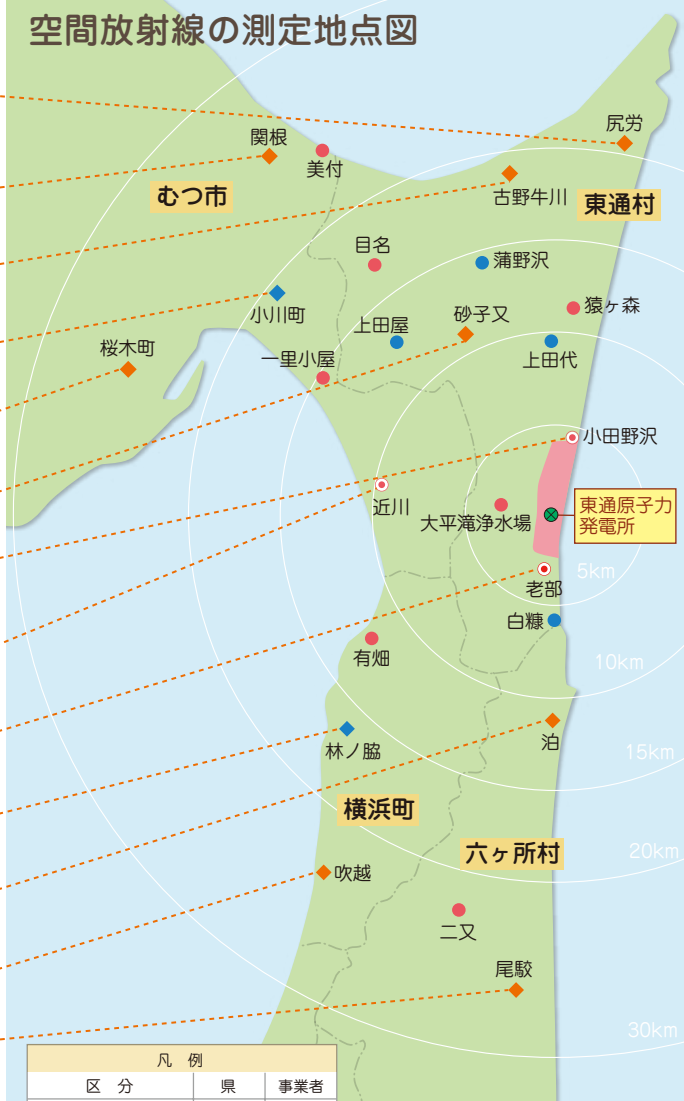 空間放射線の測定地点図
尻労
関根
美付
むつ市
古野牛川
東通村
目名
蒲野沢
小川町
上田屋
砂子又
猿ヶ森
桜木町
一里小屋
上田代
小田野沢
近川
大平滝浄水場
東通原子力
発電所
5km
老部
白糠
有畑
10km
林ノ脇
泊
15km
横浜町
六ヶ所村
20km
吹越
二又
尾駮
30km
凡 例
区 分 県 事業者